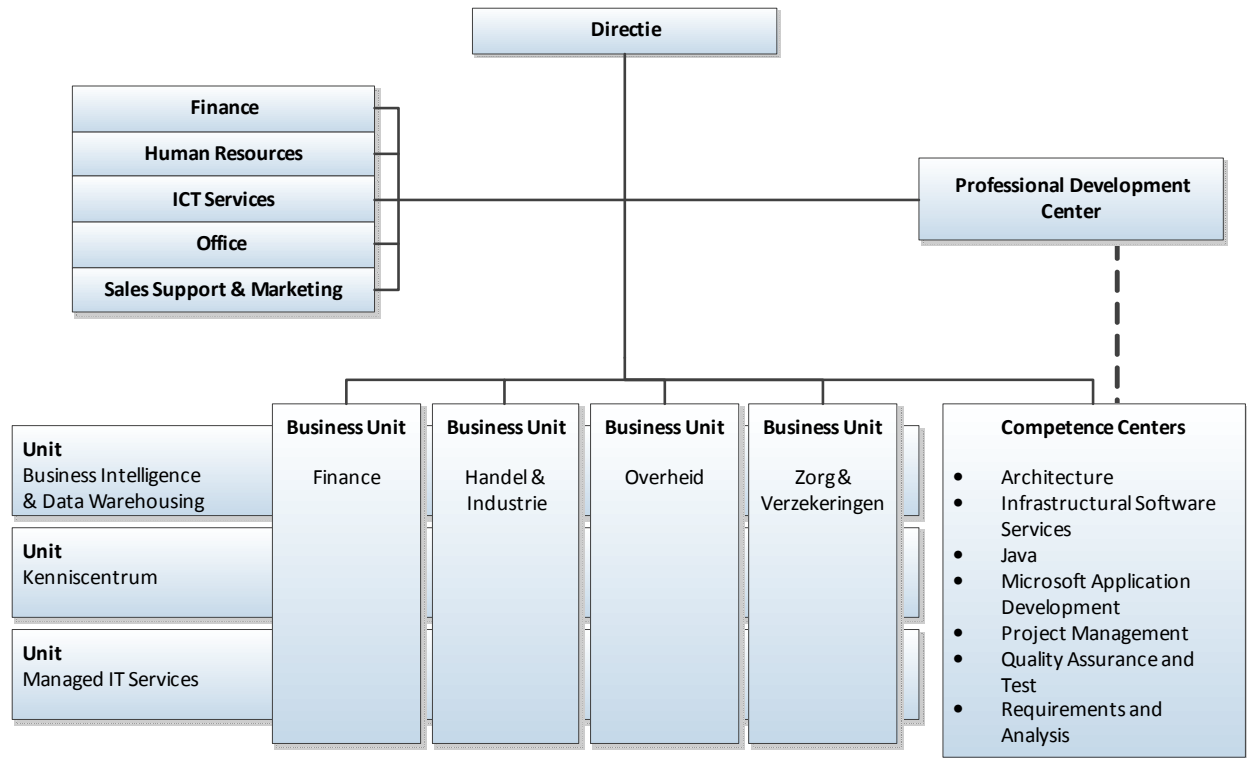 Directie
Finance
Human Resources
ICT Services
Office
Sales Support & Marketing
Professional Development
Center
Unit
Business Intelligence
& Data Warehousing
Unit
Kenniscentrum
Unit
Managed IT Services
Business Unit
Finance
Business Unit
Handel &
Industrie
Business Unit
Overheid
Business Unit
Zorg &
Verzekeringen
Competence Centers
• Architecture
• Infrastructural Software
Services
• Java
• Microsoft Application
Development
• Project Management
• Quality Assurance and
Test
• Requirements and
Analysis